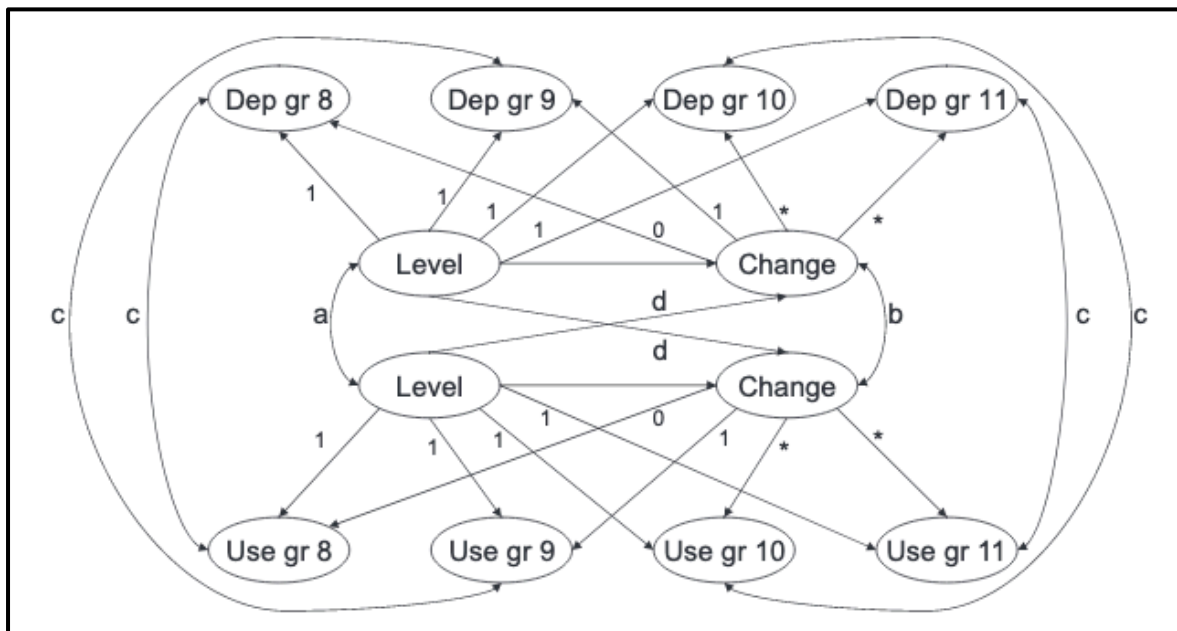 Dep gr 8
Dep gr 9
Dep gr 10
Dep gr 11
1
1
1
1
0
1
*
*
Level
Change
c
c
a
d
d
b
c
c
Level
Change
1
1
1
1
0
1
*
*
Use gr 8
Use gr 9
Use gr 10
Use gr 11